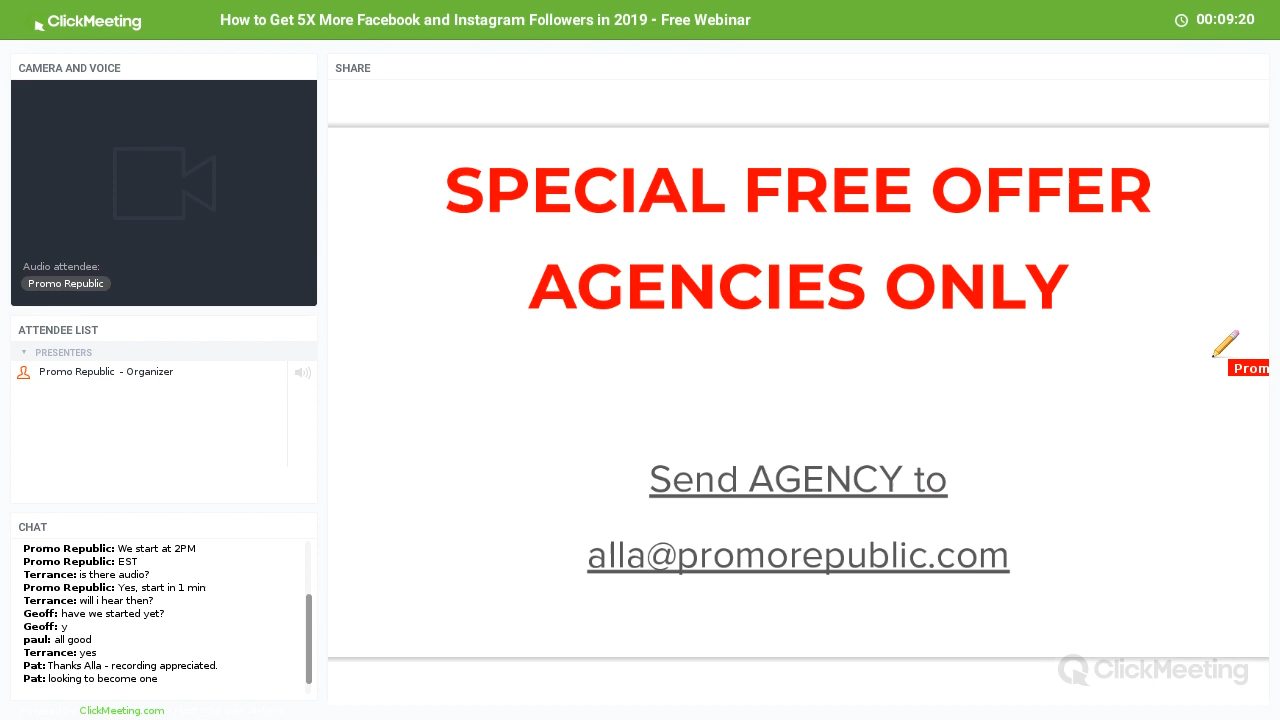 ClickMeeting
How to Get 5X More Facebook and Instagram Followers in 2019 - Free Webinar
00:09:20
CAMERA AND VOICE
Audio attendee:
Promo Republic
ATTENDEE LIST
PRESENTERS
Promo Republic - Organizer
CHAT
Promo Republic: We start at 2PM
Promo Republic: EST
Terrance: is there audio?
Promo Republic: Yes, start in 1 min
Terrance: will i hear then?
Geoff: have we started yet?
Geoff: y
paul: all good
Terrance: yes
Pat: Thanks Alla - recording appreciated.
Pat: looking to become one
ClickMeeting.com
SHARE
SPECIAL FREE OFFER
AGENCIES ONLY
Prom
Send AGENCY to
alla@promorepublic.com
ClickMeeting